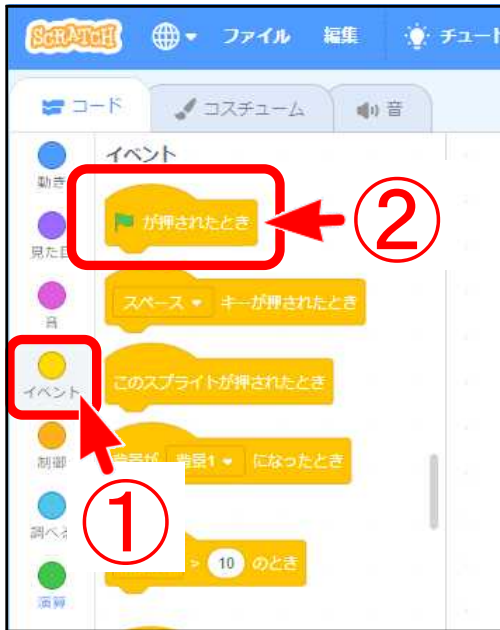 SCRATCH ファイル 編集 チュート
コード コスチューム 音
イベント
動き
が押されたとき
②
見た目
スペース キーが押されたとき
音
このスプライトが押されたとき
イベント
背景1 になったとき
制御
①
調べる
> 10 のとき
演算